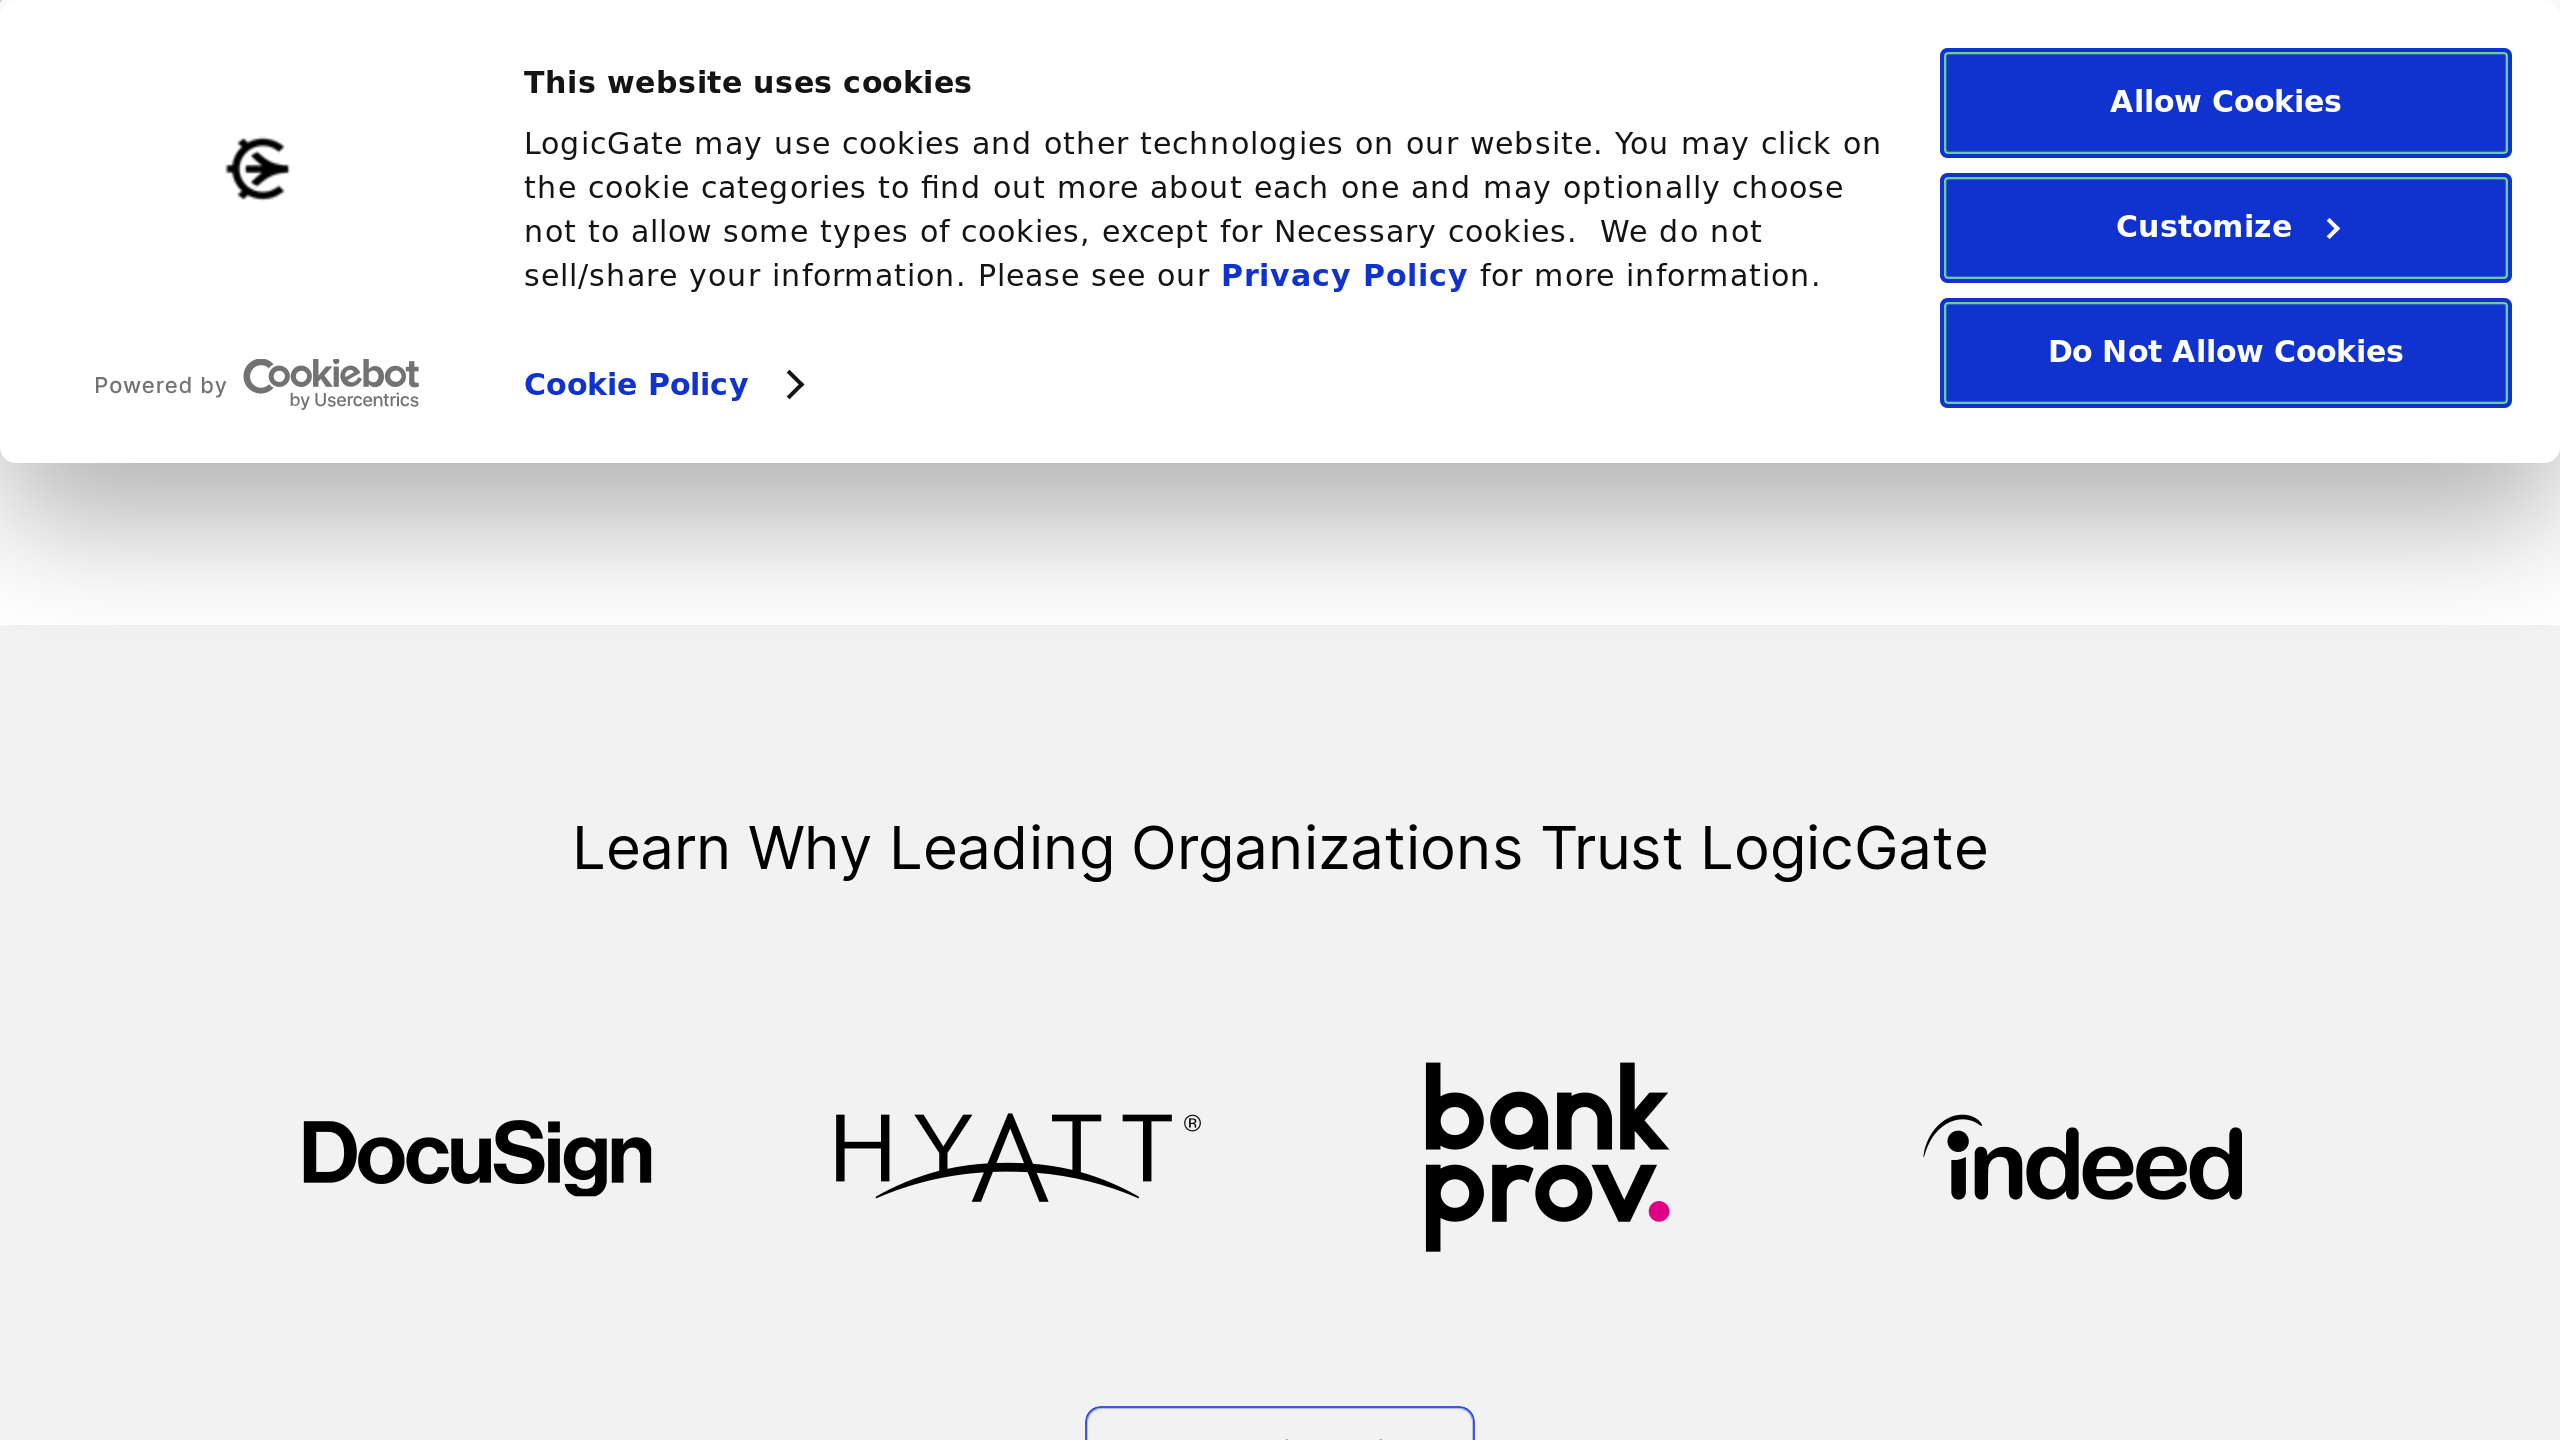 This website uses cookies
LogicGate may use cookies and other technologies on our website. You may click on
the cookie categories to find out more about each one and may optionally choose
not to allow some types of cookies, except for Necessary cookies.  We do not
sell/share your information. Please see our Privacy Policy for more information.
Cookie Policy
Powered by Cookiebot
by Usercentrics
Allow Cookies
Customize
Do Not Allow Cookies
Learn Why Leading Organizations Trust LogicGate
DocuSign
HYATT®
bank
prov.
indeed